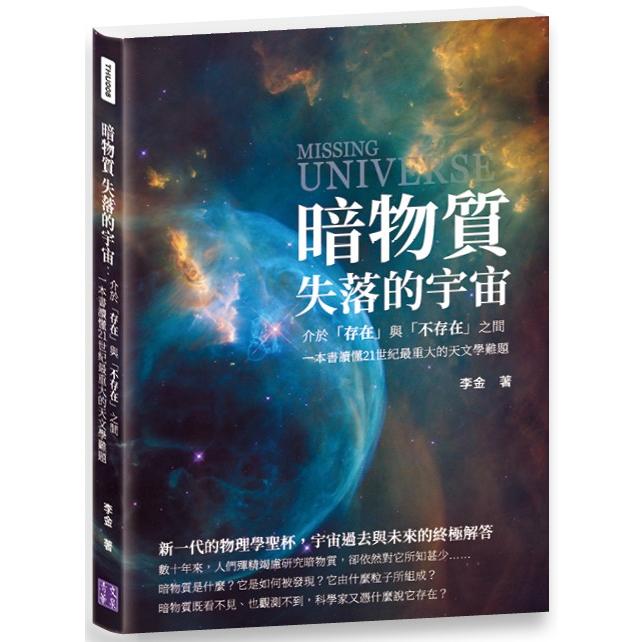 THU008
暗物質 失落的宇宙：介於「存在」與「不存在」之間
一本書讀懂21世紀最重大的天文學難題
李金 著
MISSING
UNIVERSE
暗物質
失落的宇宙
介於「存在」與「不存在」之間
一本書讀懂21世紀最重大的天文學難題
李金 著
新一代的物理學聖杯，宇宙過去與未來的終極解答
數十年來，人們殫精竭慮研究暗物質，卻依然對它所知甚少……
暗物質是什麼？它是如何被發現？它由什麼粒子所組成？
暗物質既看不見、也觀測不到，科學家又憑什麼說它存在？